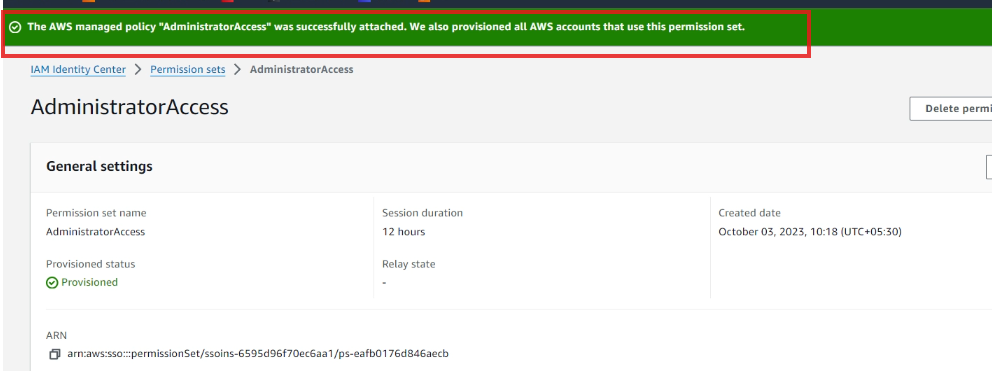 The AWS managed policy "AdministratorAccess" was successfully attached. We also provisioned all AWS accounts that use this permission set.
IAM Identity Center > Permission sets > AdministratorAccess
AdministratorAccess
Delete permi
General settings
Permission set name
AdministratorAccess
Session duration
12 hours
Created date
October 03, 2023, 10:18 (UTC+05:30)
Provisioned status
Provisioned
Relay state
-
ARN
arn:aws:sso:::permissionSet/ssoins-6595d96f70ec6aa1/ps-eafb0176d846aecb